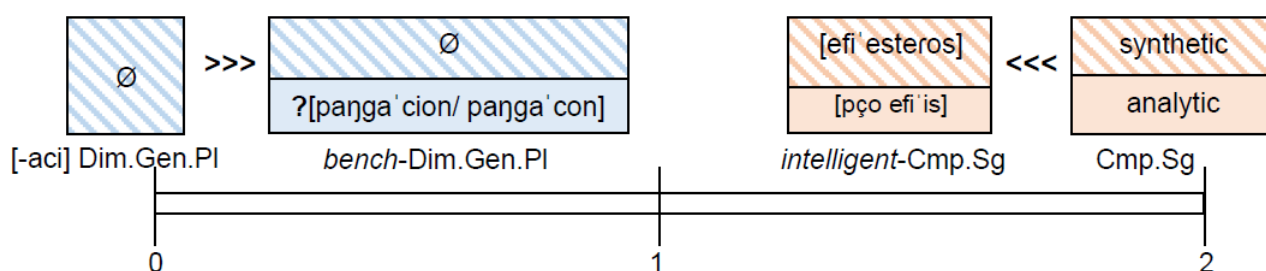 Ø >>> Ø [efiˈesteros] <<< synthetic
?[paŋgaˈcion/ paŋgaˈcon] [pço efiˈis] analytic
[-aci] Dim.Gen.Pl bench-Dim.Gen.Pl intelligent-Cmp.Sg Cmp.Sg
0 1 2